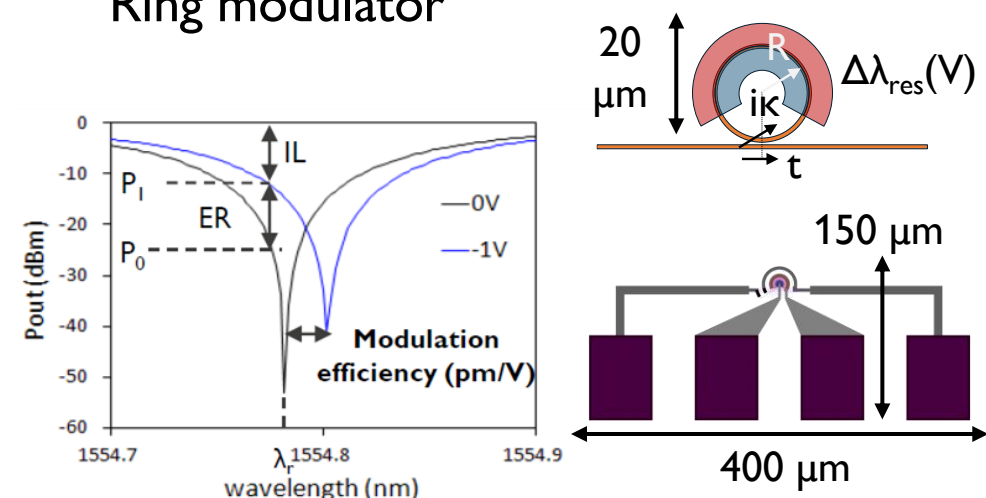 Ring modulator
0
-10
-20
-30
-40
-50
-60
Pout (dBm)
P1
P0
IL
ER
0V
-1V
Modulation
efficiency (pm/V)
1554.7
λr
1554.8
1554.9
wavelength (nm)
20
μm
R
iκ
t
Δλres(V)
150 μm
400 μm